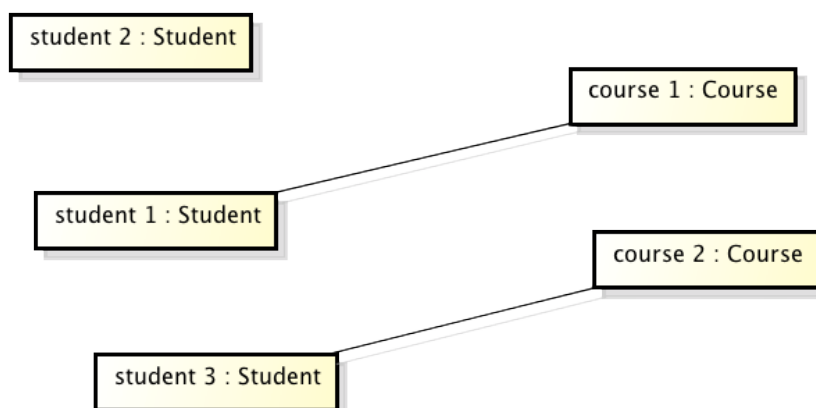 student 2 : Student
course 1 : Course
student 1 : Student
course 2 : Course
student 3 : Student